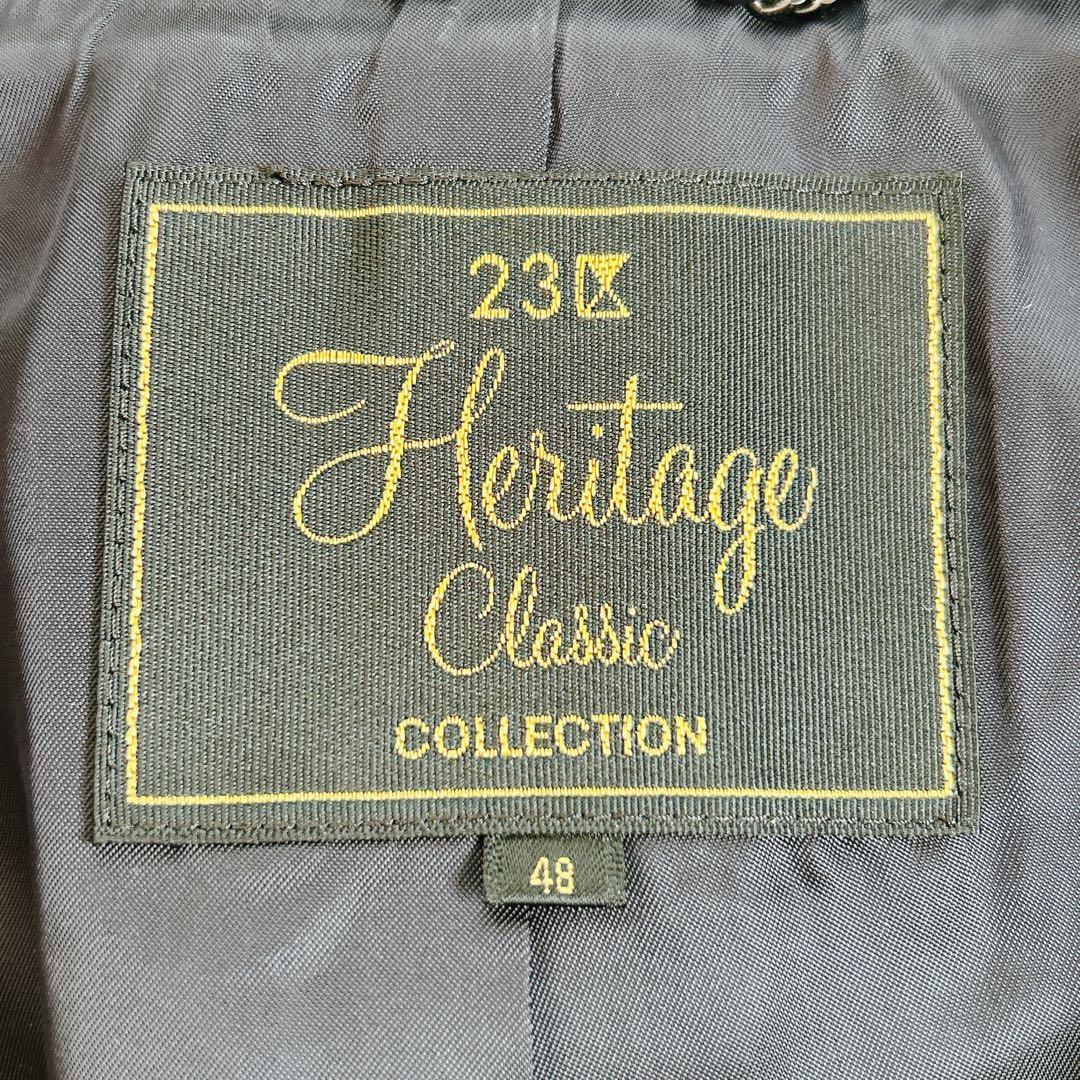 23区
Heritage
Classic
COLLECTION
48